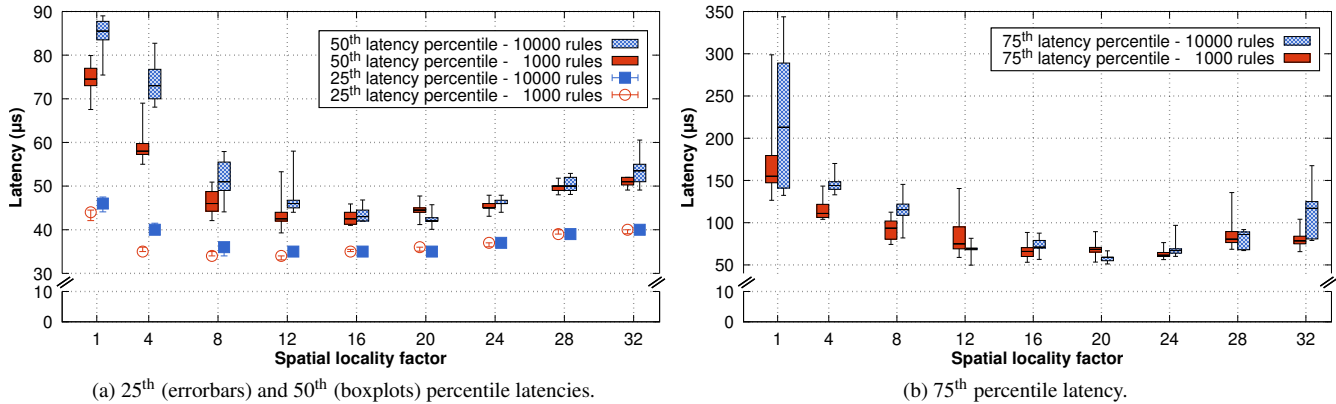 90
80
70
60
50
40
30
10
0
Latency (µs)
50th latency percentile - 10000 rules
50th latency percentile - 1000 rules
25th latency percentile - 10000 rules
25th latency percentile - 1000 rules
1 4 8 12 16 20 24 28 32
Spatial locality factor
(a) 25th (errorbars) and 50th (boxplots) percentile latencies.
350
300
250
200
150
100
50
10
0
Latency (µs)
75th latency percentile - 10000 rules
75th latency percentile - 1000 rules
1 4 8 12 16 20 24 28 32
Spatial locality factor
(b) 75th percentile latency.